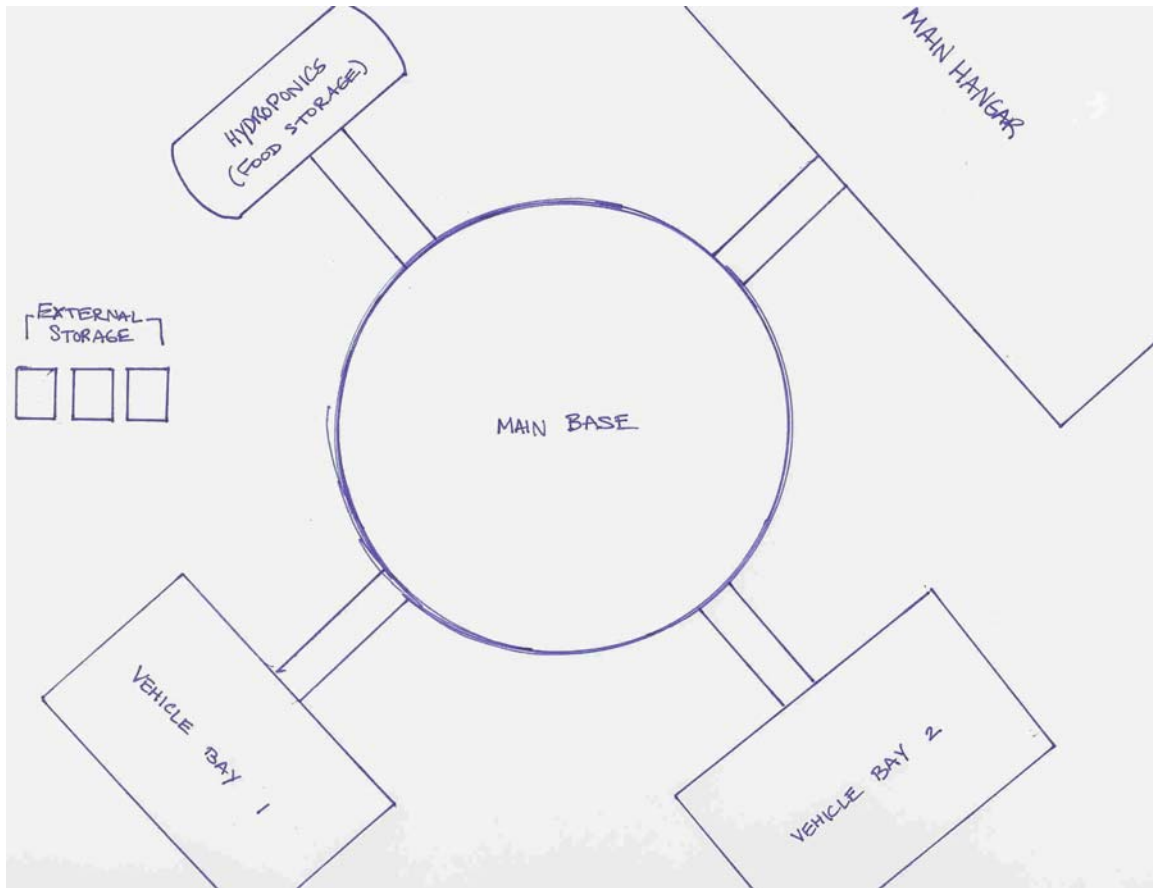 HYDROPONICS
(FOOD STORAGE)
MAIN HANGAR
EXTERNAL
STORAGE
MAIN BASE
VEHICLE BAY 1
VEHICLE BAY 2